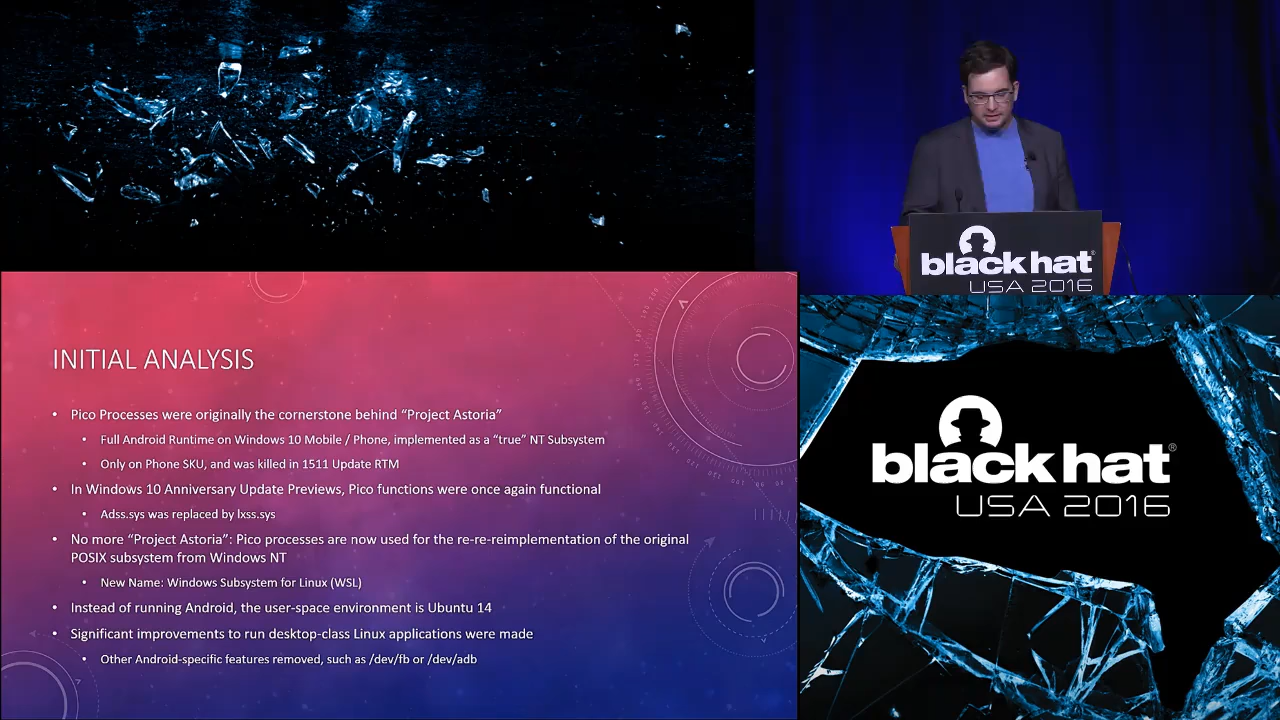 black hat®
USA 2016
INITIAL ANALYSIS
• Pico Processes were originally the cornerstone behind “Project Astoria”
• Full Android Runtime on Windows 10 Mobile / Phone, implemented as a “true” NT Subsystem
• Only on Phone SKU, and was killed in 1511 Update RTM
• In Windows 10 Anniversary Update Previews, Pico functions were once again functional
• Adss.sys was replaced by lxss.sys
• No more “Project Astoria”: Pico processes are now used for the re-re-reimplementation of the original
POSIX subsystem from Windows NT
• New Name: Windows Subsystem for Linux (WSL)
• Instead of running Android, the user-space environment is Ubuntu 14
• Significant improvements to run desktop-class Linux applications were made
• Other Android-specific features removed, such as /dev/fb or /dev/adb
black hat®
USA 2016